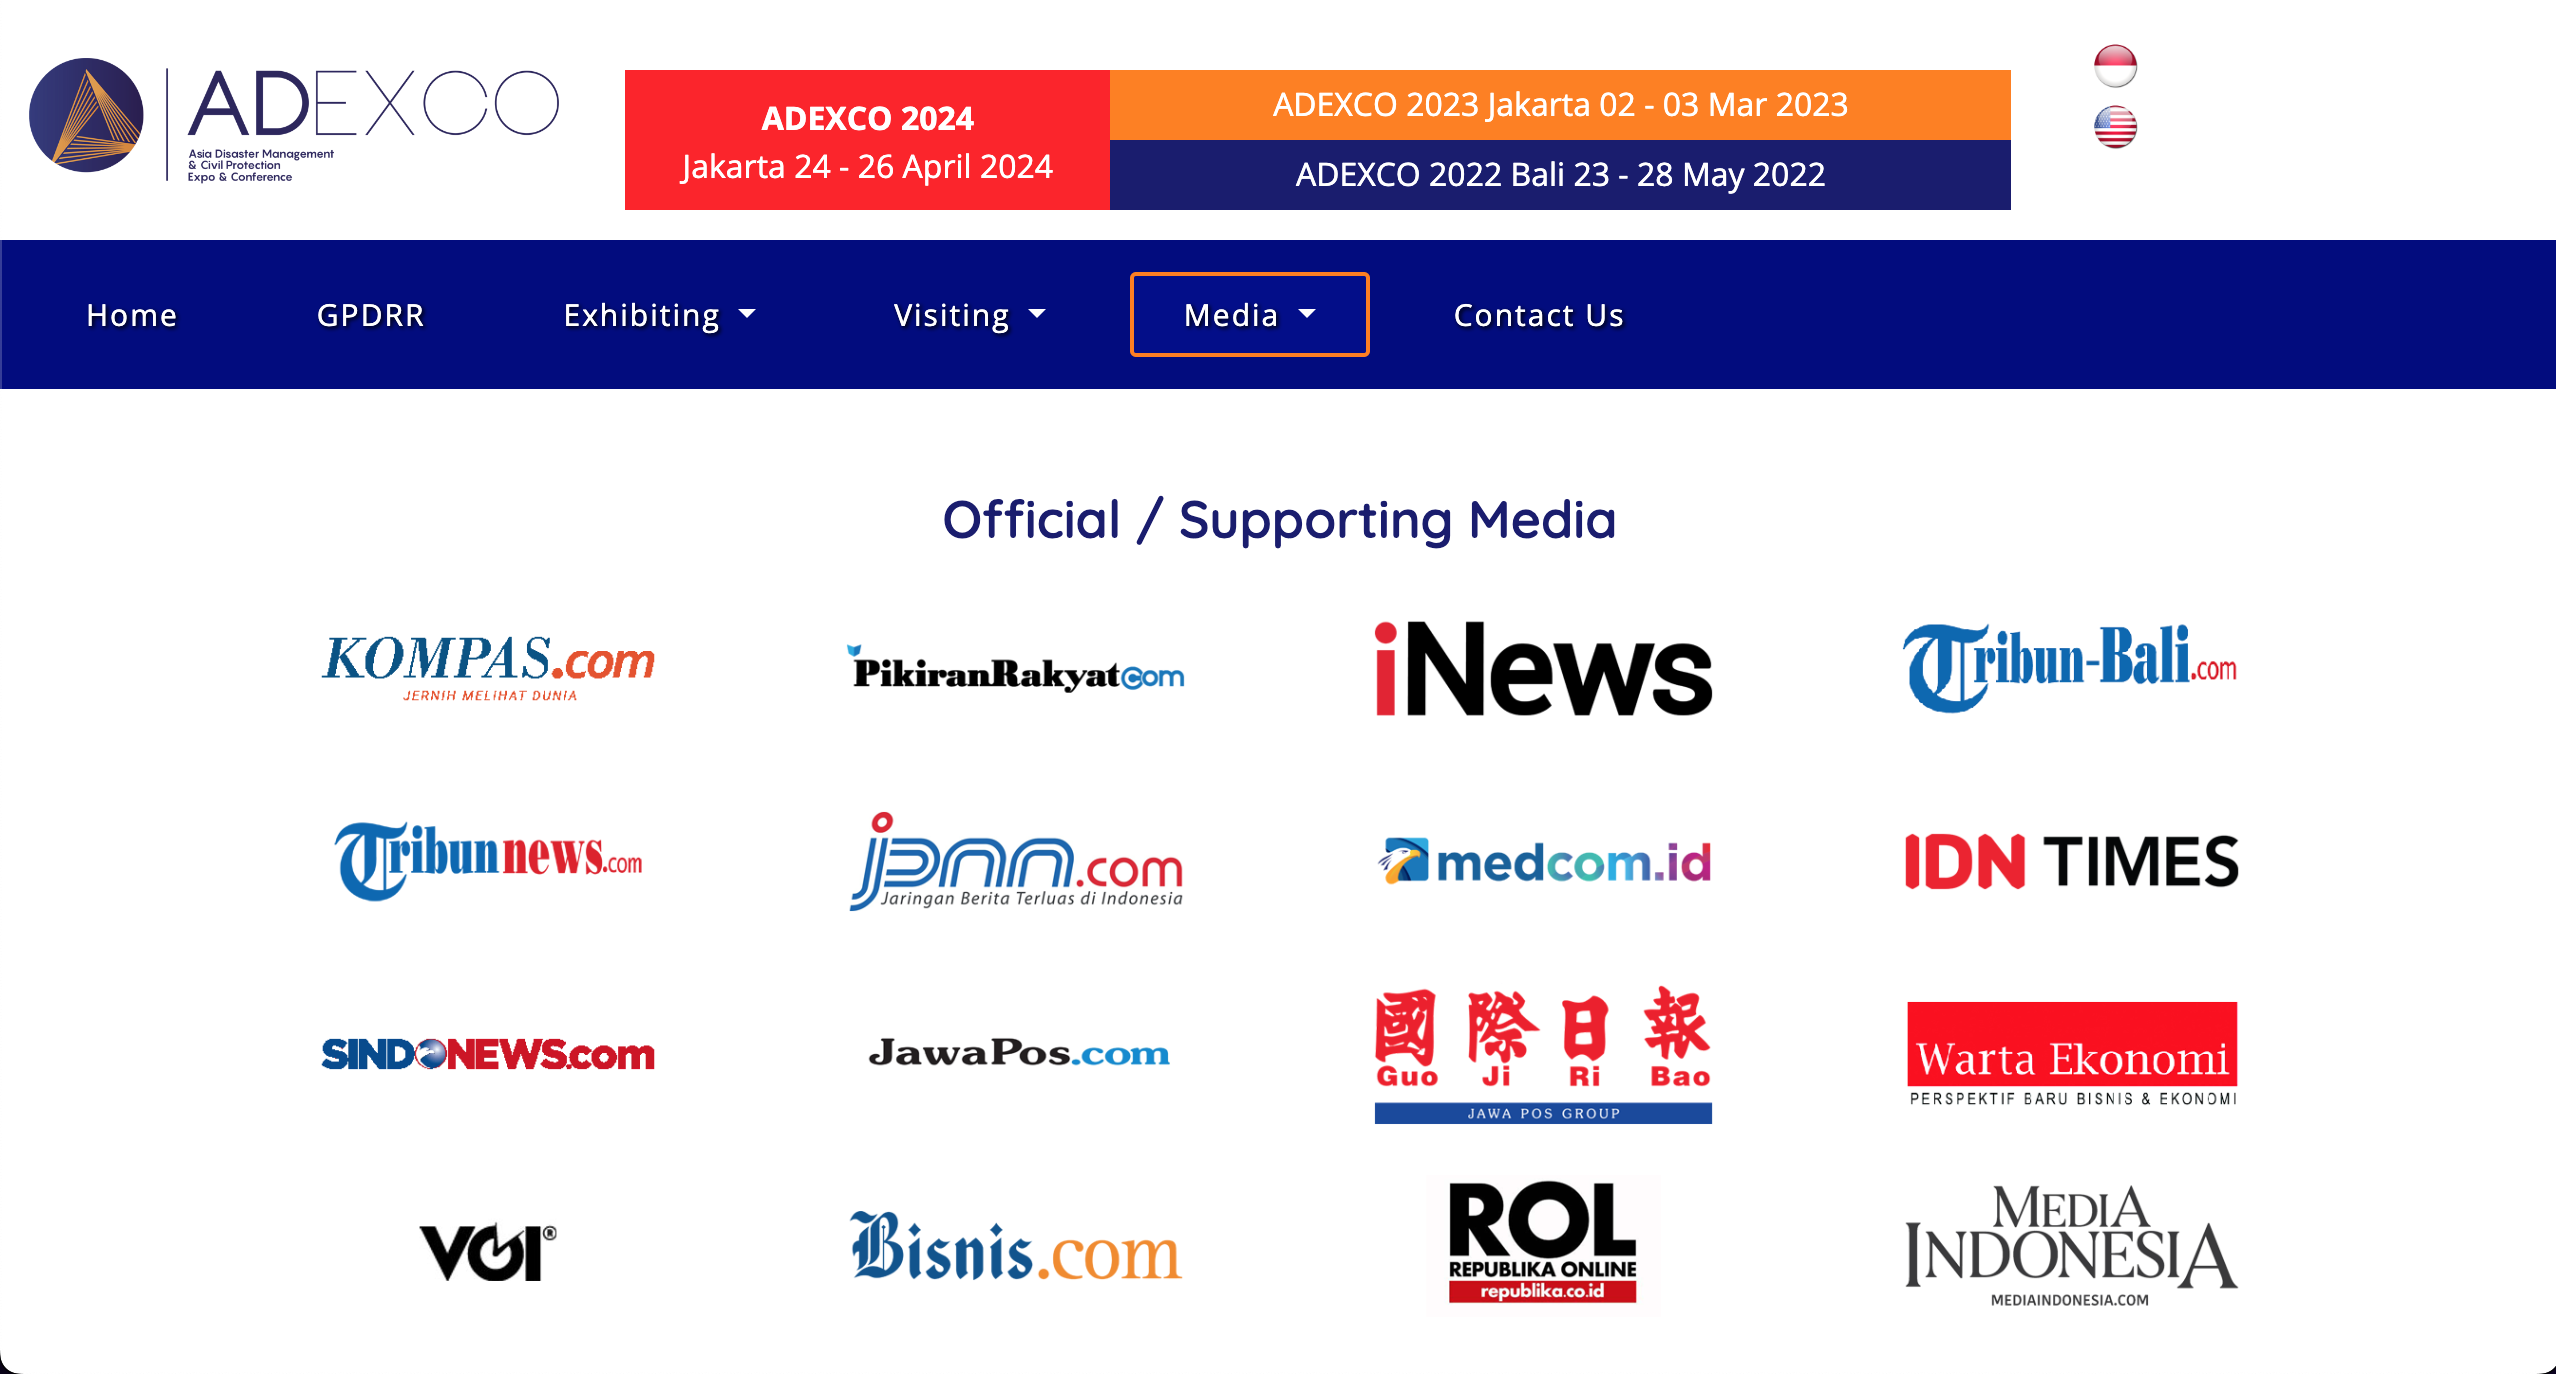 ADEXCO
Asia Disaster Management
& Civil Protection
Expo & Conference
ADEXCO 2024
Jakarta 24 - 26 April 2024
ADEXCO 2023 Jakarta 02 - 03 Mar 2023
ADEXCO 2022 Bali 23 - 28 May 2022
Home GPDRR Exhibiting Visiting Media Contact Us
Official / Supporting Media
KOMPAS.com
JERNIH MELIHAT DUNIA
PikiranRakyatcom
iNews
Tribun-Bali.com
Tribunnews.com
jpnn.com
Jaringan Berita Terluas di Indonesia
medcom.id
IDN TIMES
SINDONEWS.com
JawaPos.com
國際日報
Guo Ji Ri Bao
JAWA POS GROUP
Warta Ekonomi
PERSPEKTIF BARU BISNIS & EKONOMI
VOI®
Bisnis.com
ROL
REPUBLIKA ONLINE
republika.co.id
MEDIA
INDONESIA
MEDIAINDONESIA.COM